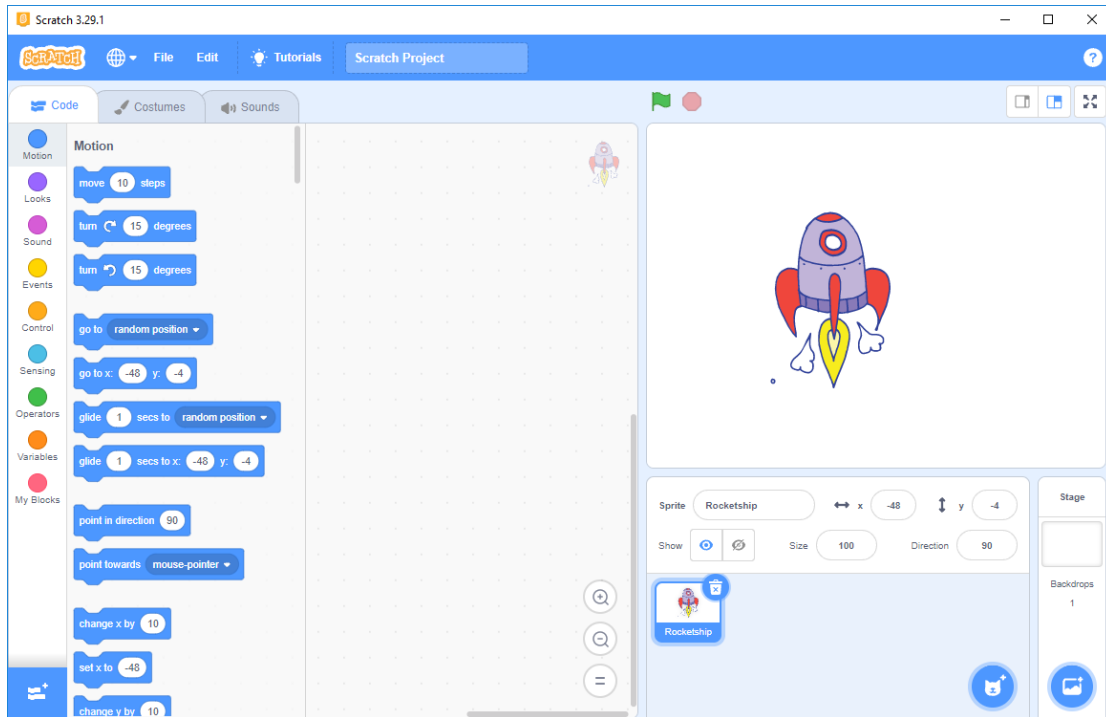 Scratch 3.29.1
SCRATCH File Edit Tutorials Scratch Project ?
Code Costumes Sounds
Motion
Looks
Sound
Events
Control
Sensing
Operators
Variables
My Blocks
Motion
move 10 steps
turn 15 degrees
turn 15 degrees
go to random position
go to x: -48 y: -4
glide 1 secs to random position
glide 1 secs to x: -48 y: -4
point in direction 90
point towards mouse-pointer
change x by 10
set x to -48
change y by 10
Sprite Rocketship x -48 y -4
Show Size 100 Direction 90
Rocketship
Stage
Backdrops
1